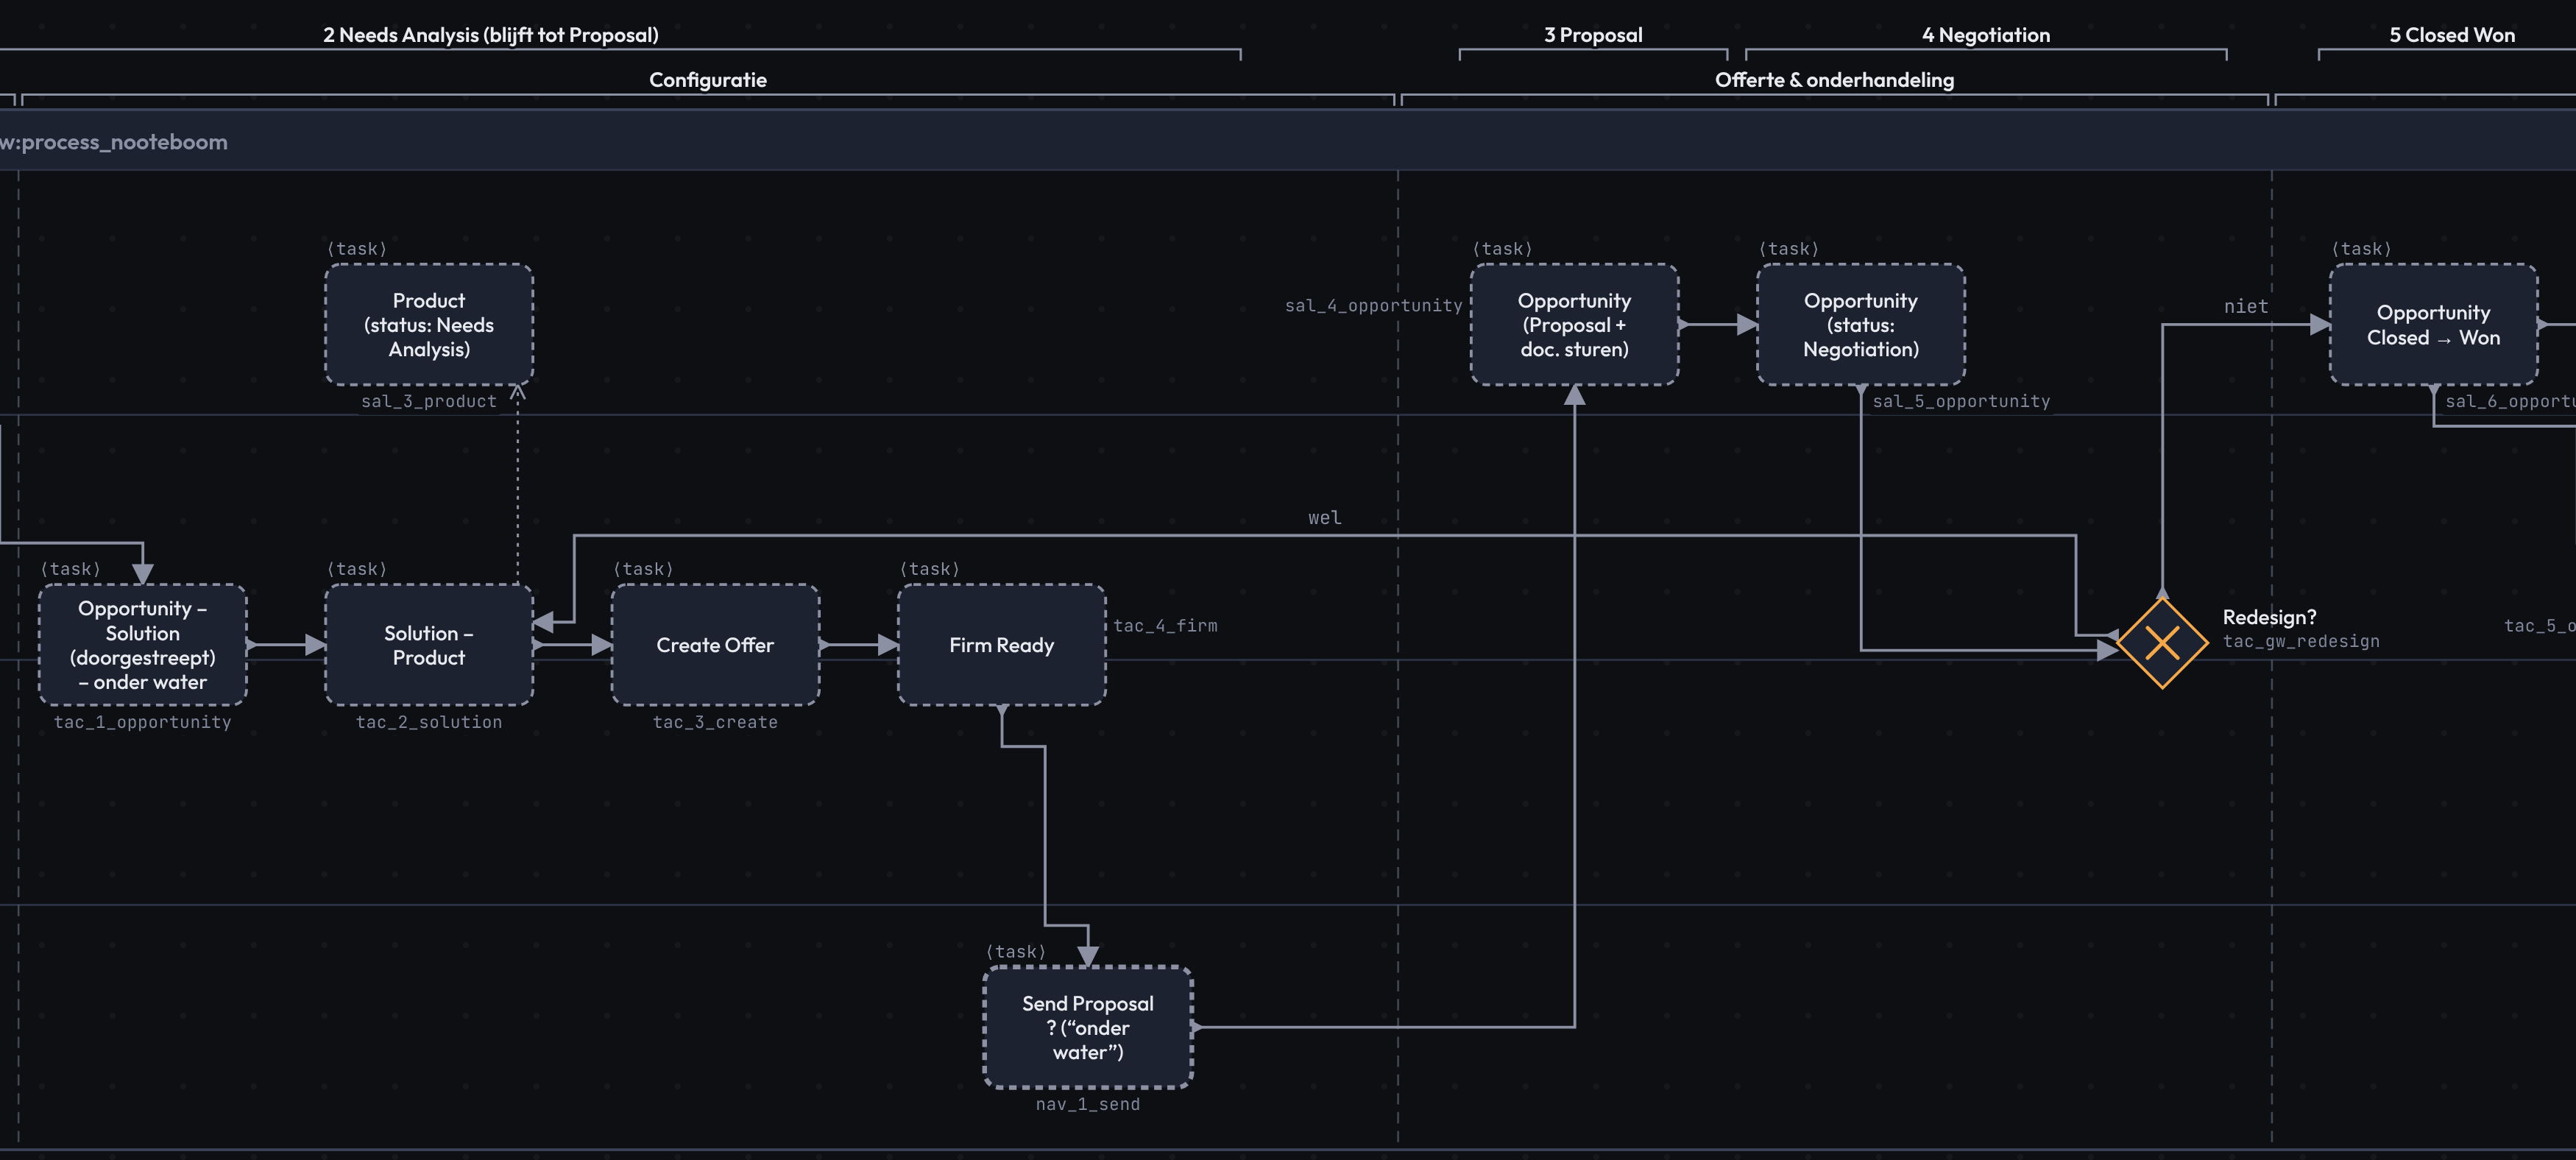 2 Needs Analysis (blijft tot Proposal)
3 Proposal
4 Negotiation
5 Closed Won
Configuratie
Offerte & onderhandeling
w:process_nooteboom
⟨task⟩
Product
(status: Needs
Analysis)
sal_3_product
sal_4_opportunity
⟨task⟩
Opportunity
(Proposal +
doc. sturen)
⟨task⟩
Opportunity
(status:
Negotiation)
sal_5_opportunity
niet
⟨task⟩
Opportunity
Closed → Won
sal_6_opportu
wel
⟨task⟩
Opportunity –
Solution
(doorgestreept)
– onder water
tac_1_opportunity
⟨task⟩
Solution –
Product
tac_2_solution
⟨task⟩
Create Offer
tac_3_create
⟨task⟩
Firm Ready
tac_4_firm
Redesign?
tac_gw_redesign
tac_5_o
⟨task⟩
Send Proposal
? (“onder
water”)
nav_1_send